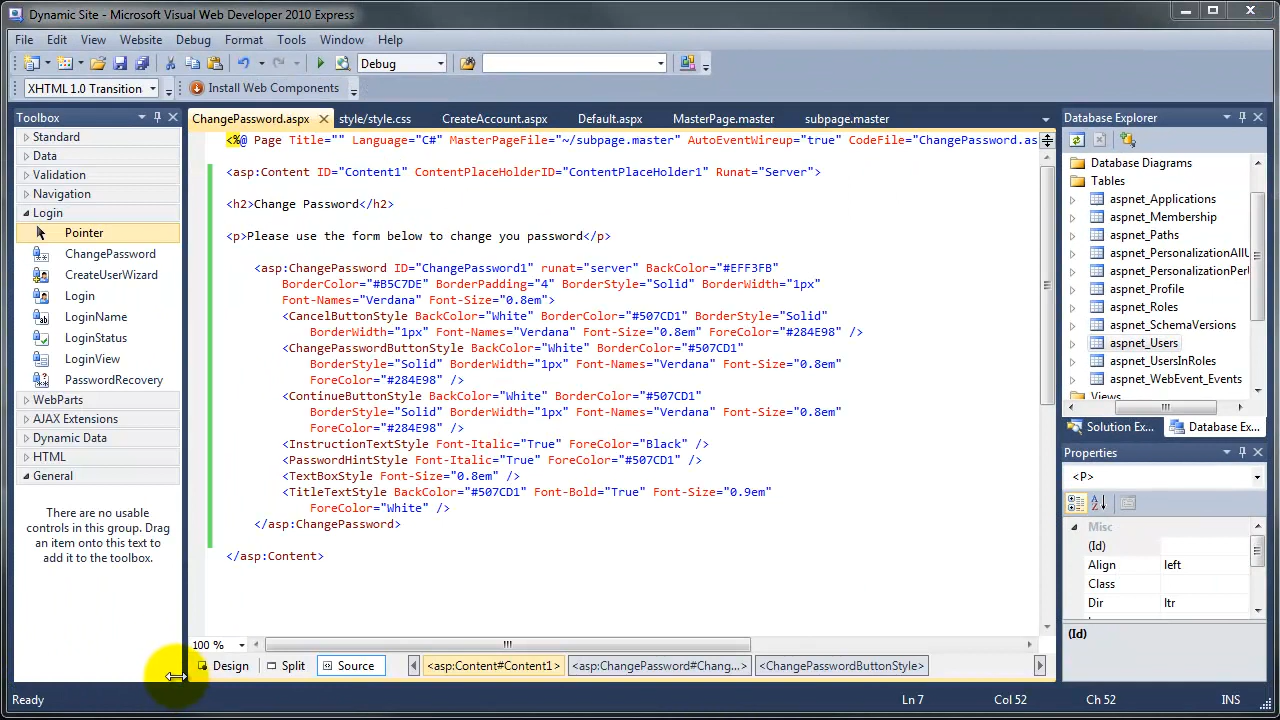 Dynamic Site - Microsoft Visual Web Developer 2010 Express
File Edit View Website Debug Format Tools Window Help
Debug
XHTML 1.0 Transition Install Web Components
Toolbox
Standard
Data
Validation
Navigation
Login
Pointer
ChangePassword
CreateUserWizard
Login
LoginName
LoginStatus
LoginView
PasswordRecovery
WebParts
AJAX Extensions
Dynamic Data
HTML
General
There are no usable
controls in this group. Drag
an item onto this text to
add it to the toolbox.
ChangePassword.aspx style/style.css CreateAccount.aspx Default.aspx MasterPage.master subpage.master
<%@ Page Title="" Language="C#" MasterPageFile="~/subpage.master" AutoEventWireup="true" CodeFile="ChangePassword.as
<asp:Content ID="Content1" ContentPlaceHolderID="ContentPlaceHolder1" Runat="Server">
<h2>Change Password</h2>
<p>Please use the form below to change you password</p>
<asp:ChangePassword ID="ChangePassword1" runat="server" BackColor="#EFF3FB"
BorderColor="#B5C7DE" BorderPadding="4" BorderStyle="Solid" BorderWidth="1px"
Font-Names="Verdana" Font-Size="0.8em">
<CancelButtonStyle BackColor="White" BorderColor="#507CD1" BorderStyle="Solid"
BorderWidth="1px" Font-Names="Verdana" Font-Size="0.8em" ForeColor="#284E98" />
<ChangePasswordButtonStyle BackColor="White" BorderColor="#507CD1"
BorderStyle="Solid" BorderWidth="1px" Font-Names="Verdana" Font-Size="0.8em"
ForeColor="#284E98" />
<ContinueButtonStyle BackColor="White" BorderColor="#507CD1"
BorderStyle="Solid" BorderWidth="1px" Font-Names="Verdana" Font-Size="0.8em"
ForeColor="#284E98" />
<InstructionTextStyle Font-Italic="True" ForeColor="Black" />
<PasswordHintStyle Font-Italic="True" ForeColor="#507CD1" />
<TextBoxStyle Font-Size="0.8em" />
<TitleTextStyle BackColor="#507CD1" Font-Bold="True" Font-Size="0.9em"
ForeColor="White" />
</asp:ChangePassword>
</asp:Content>
100 %
Design Split Source <asp:Content#Content1> <asp:ChangePassword#Chang...> <ChangePasswordButtonStyle>
Database Explorer
Database Diagrams
Tables
aspnet_Applications
aspnet_Membership
aspnet_Paths
aspnet_PersonalizationAllU
aspnet_PersonalizationPer
aspnet_Profile
aspnet_Roles
aspnet_SchemaVersions
aspnet_Users
aspnet_UsersInRoles
aspnet_WebEvent_Events
Views
Solution Ex... Database Ex...
Properties
<P>
Misc
(Id)
Align left
Class
Dir ltr
(Id)
Ready Ln 7 Col 52 Ch 52 INS